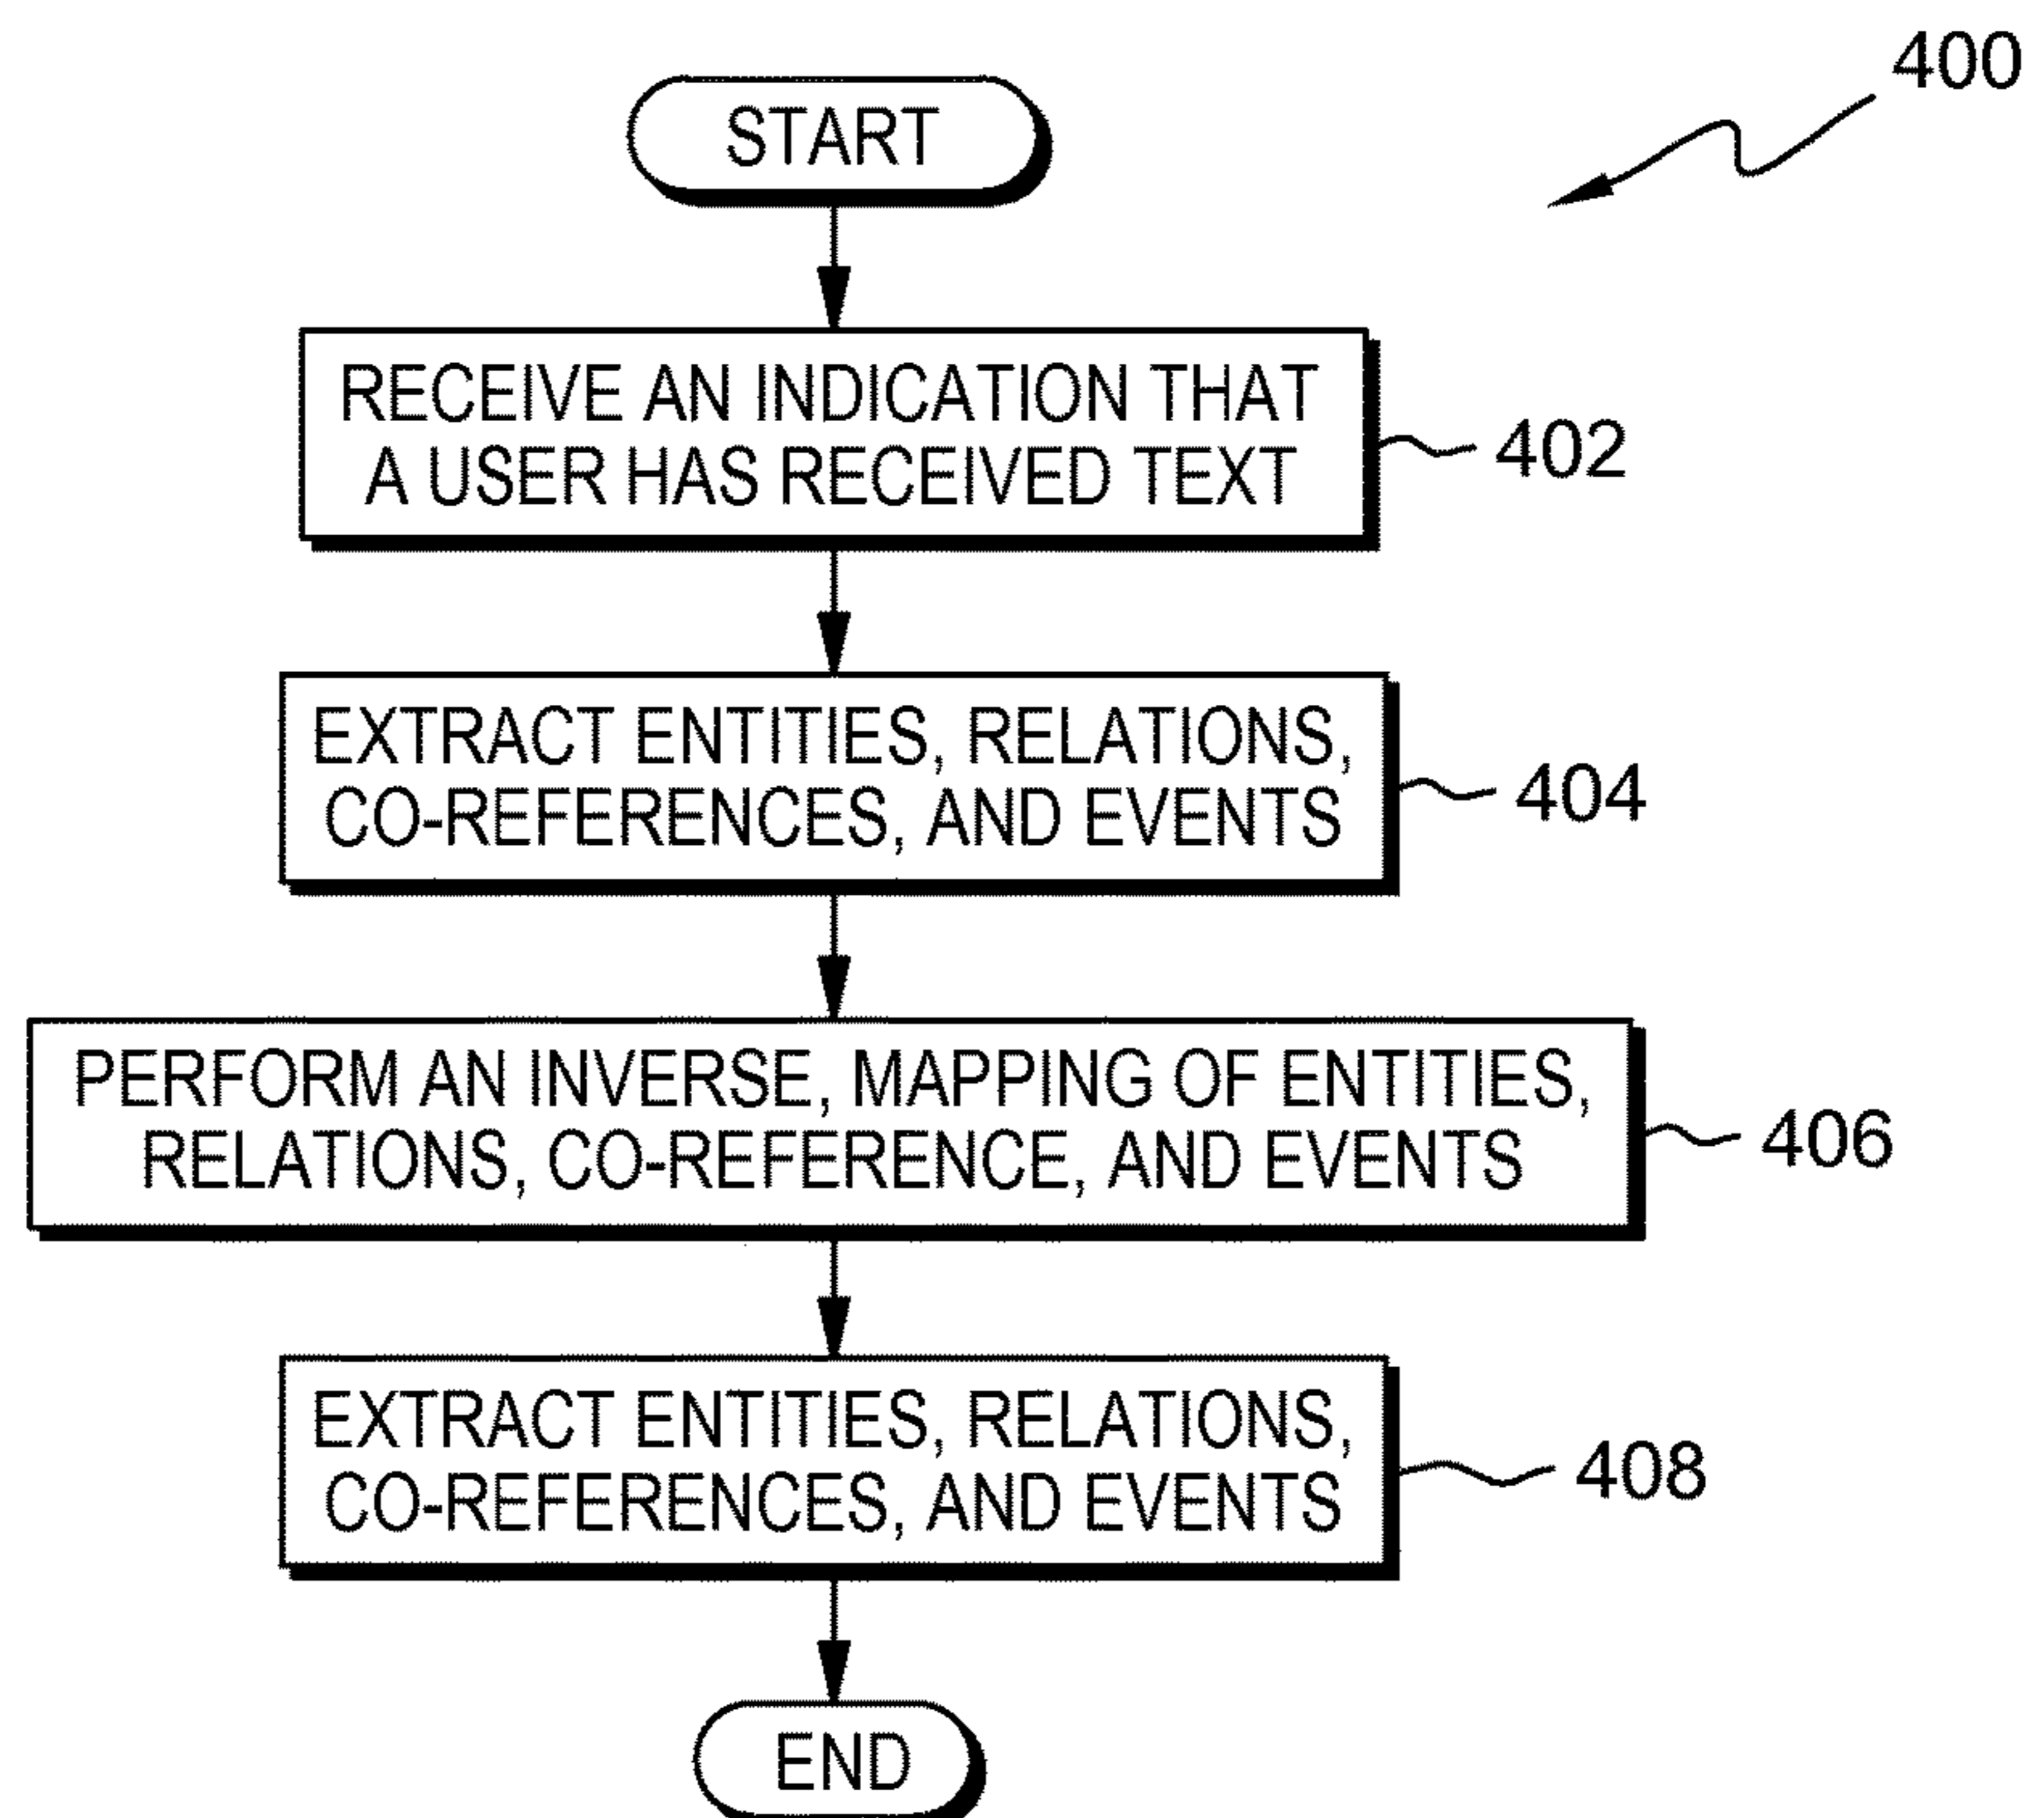 400
START
RECEIVE AN INDICATION THAT
A USER HAS RECEIVED TEXT
402
EXTRACT ENTITIES, RELATIONS,
CO-REFERENCES, AND EVENTS
404
PERFORM AN INVERSE, MAPPING OF ENTITIES,
RELATIONS, CO-REFERENCE, AND EVENTS
406
EXTRACT ENTITIES, RELATIONS,
CO-REFERENCES, AND EVENTS
408
END